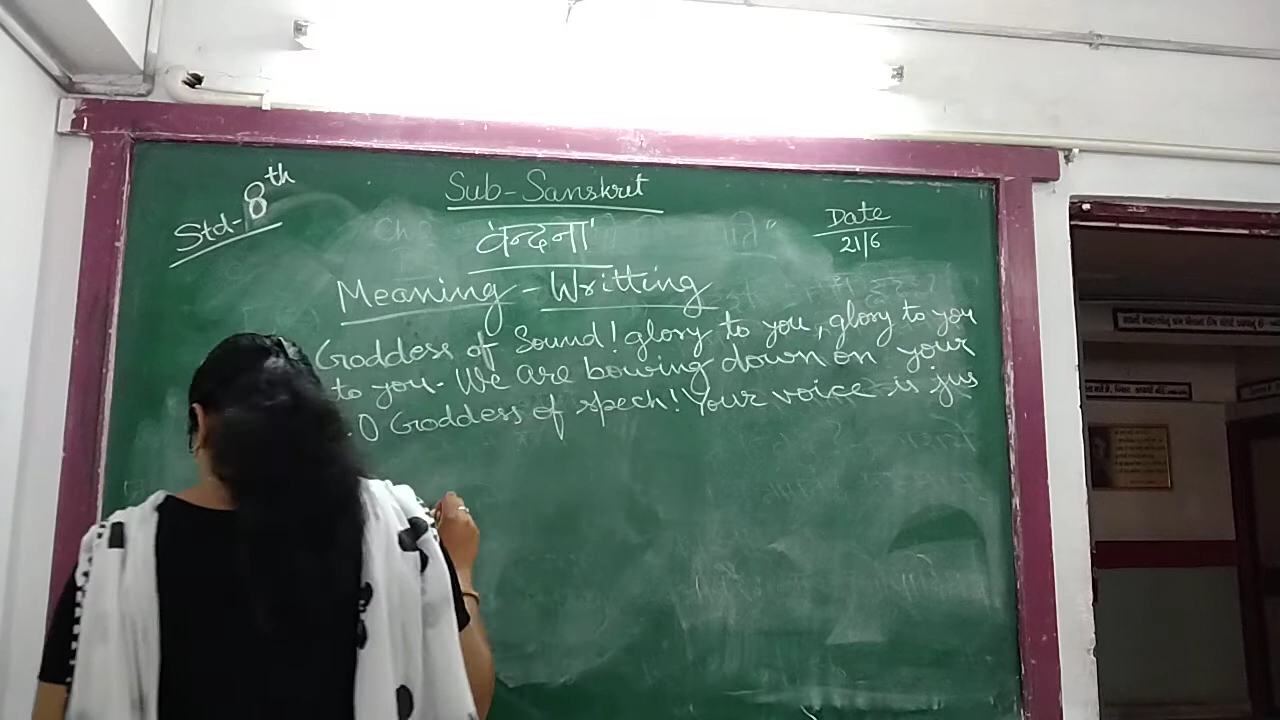 Std-8th
Sub-Sanskrit
Date
21/6
'वन्दना'
Meaning-Writting
Goddess of Sound! glory to you, glory to you
to you. We are bowing down on your
.O Goddess of spech! Your voice is jus